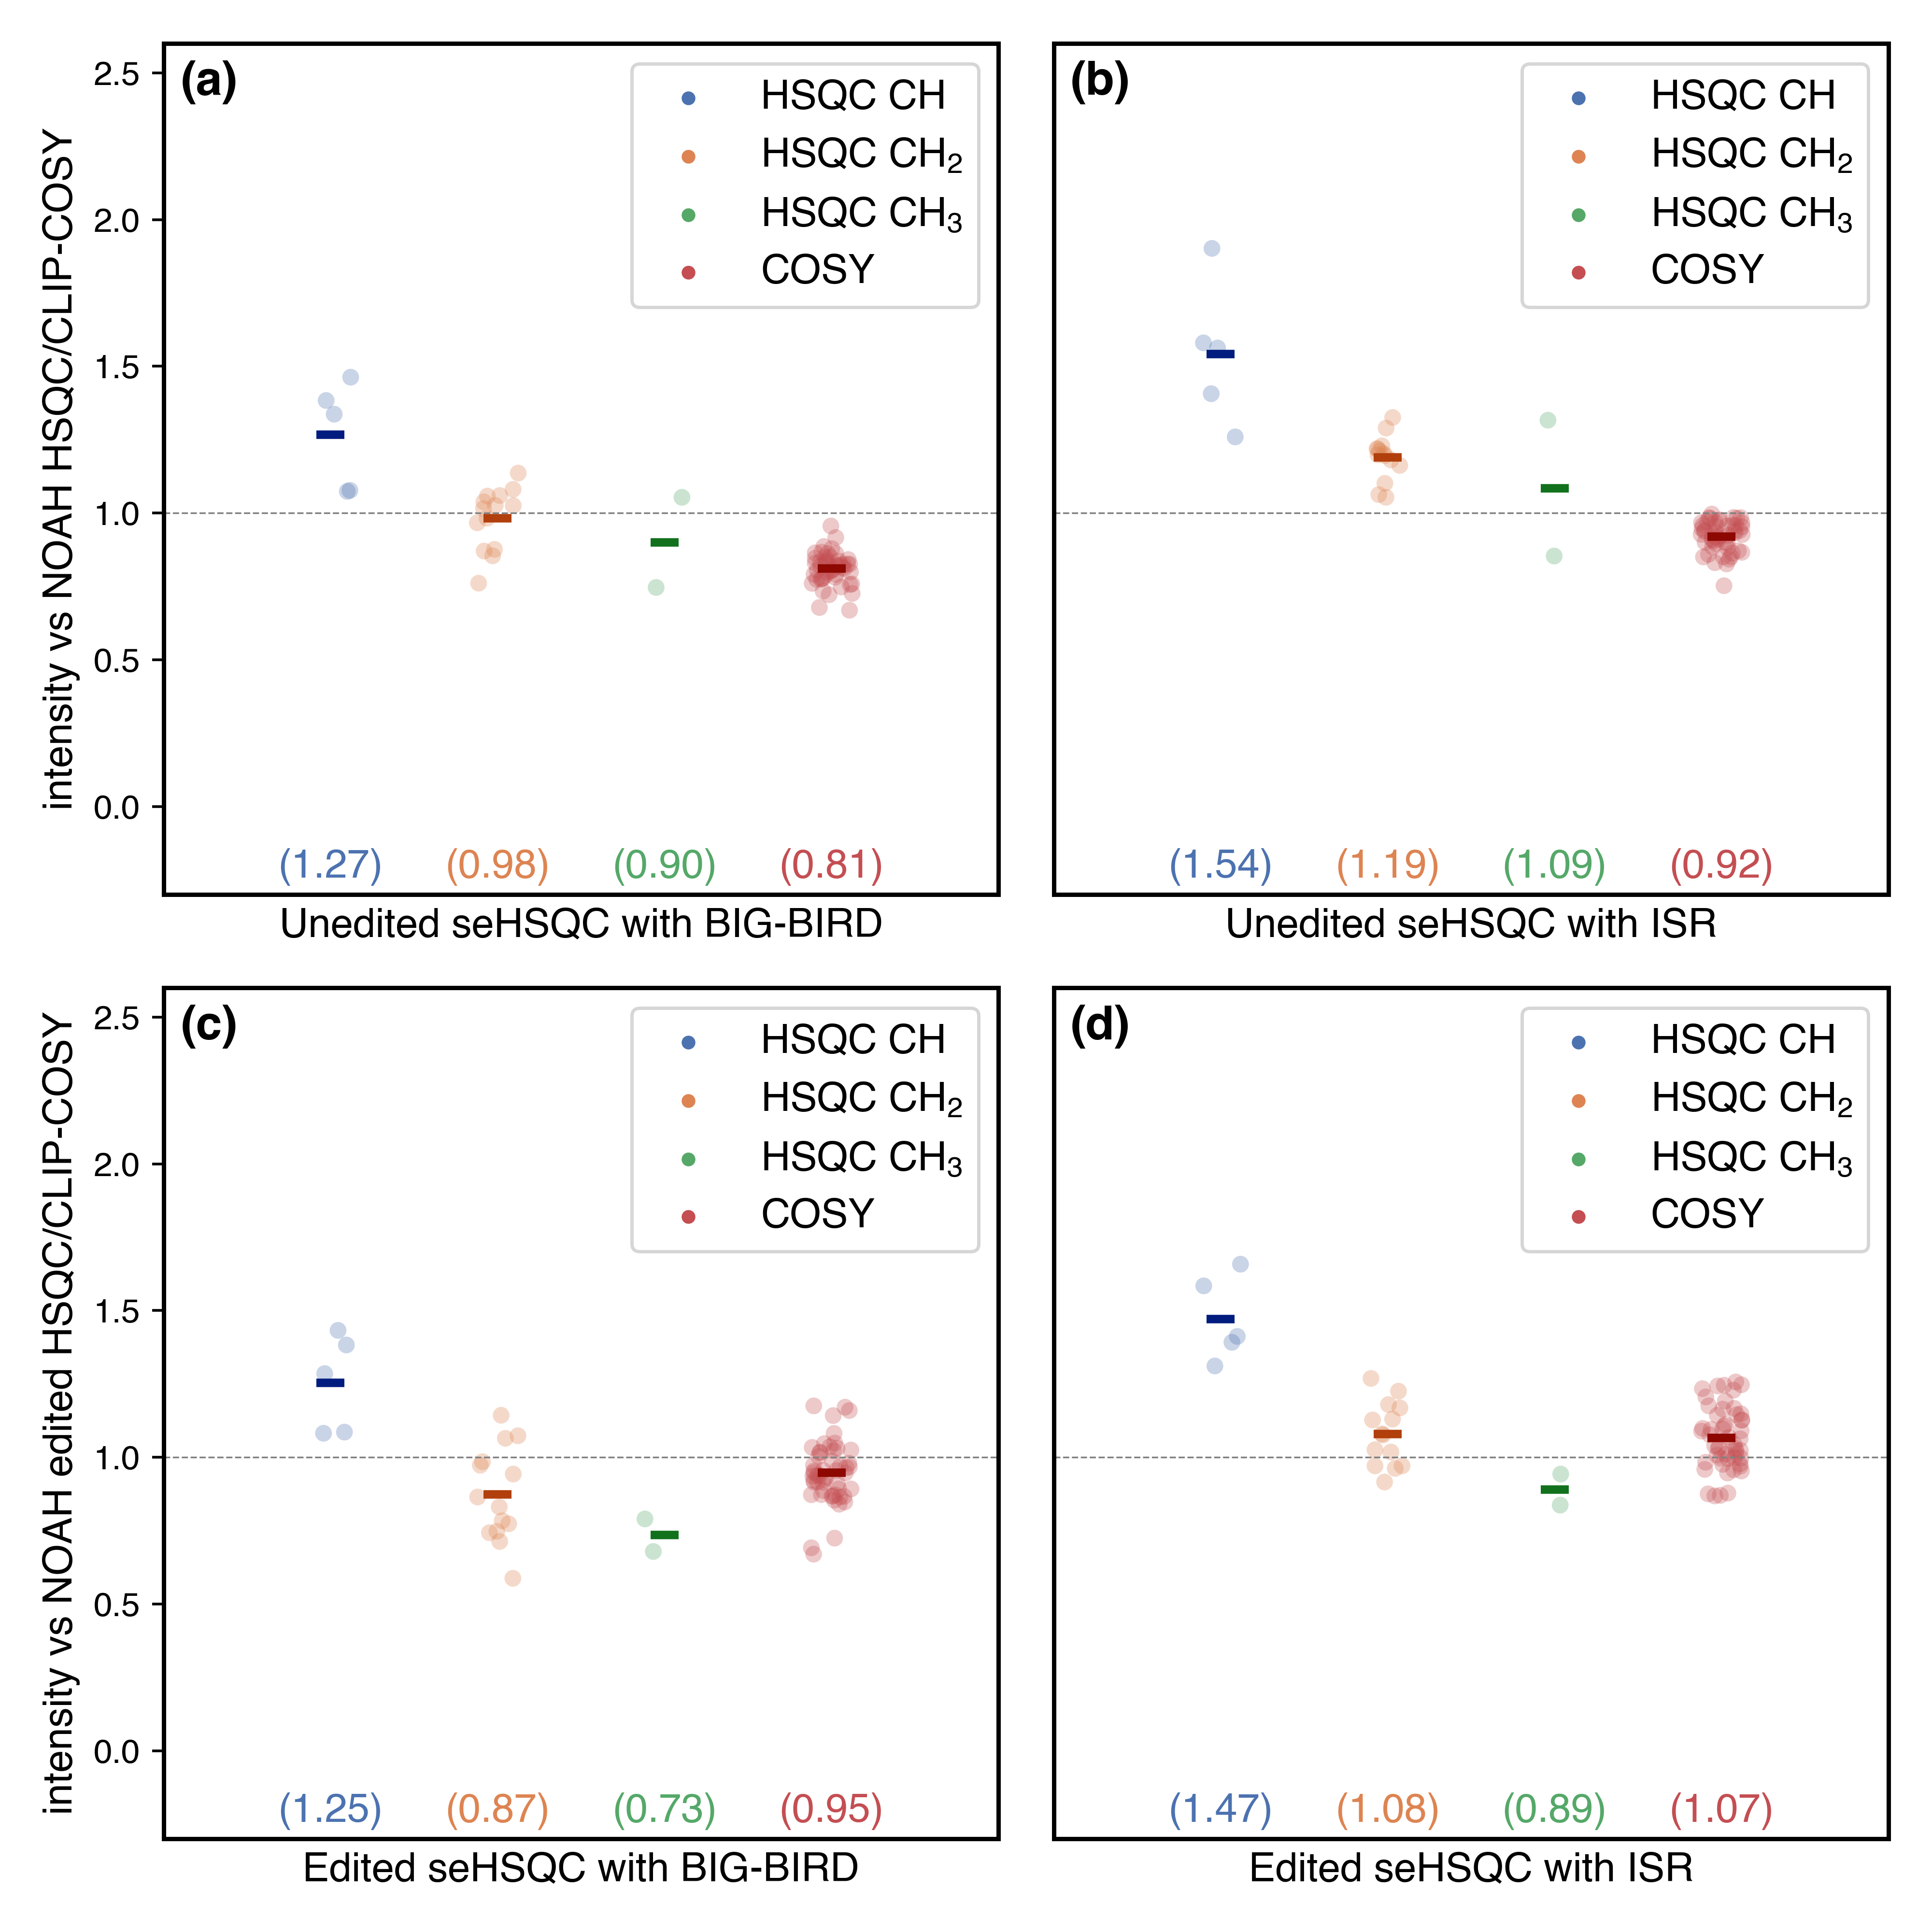 (a)
HSQC CH
HSQC CH₂
HSQC CH₃
COSY
intensity vs NOAH HSQC/CLIP-COSY
2.5
2.0
1.5
1.0
0.5
0.0
(1.27) (0.98) (0.90) (0.81)
Unedited seHSQC with BIG-BIRD
(b)
HSQC CH
HSQC CH₂
HSQC CH₃
COSY
(1.54) (1.19) (1.09) (0.92)
Unedited seHSQC with ISR
(c)
HSQC CH
HSQC CH₂
HSQC CH₃
COSY
intensity vs NOAH edited HSQC/CLIP-COSY
2.5
2.0
1.5
1.0
0.5
0.0
(1.25) (0.87) (0.73) (0.95)
Edited seHSQC with BIG-BIRD
(d)
HSQC CH
HSQC CH₂
HSQC CH₃
COSY
(1.47) (1.08) (0.89) (1.07)
Edited seHSQC with ISR